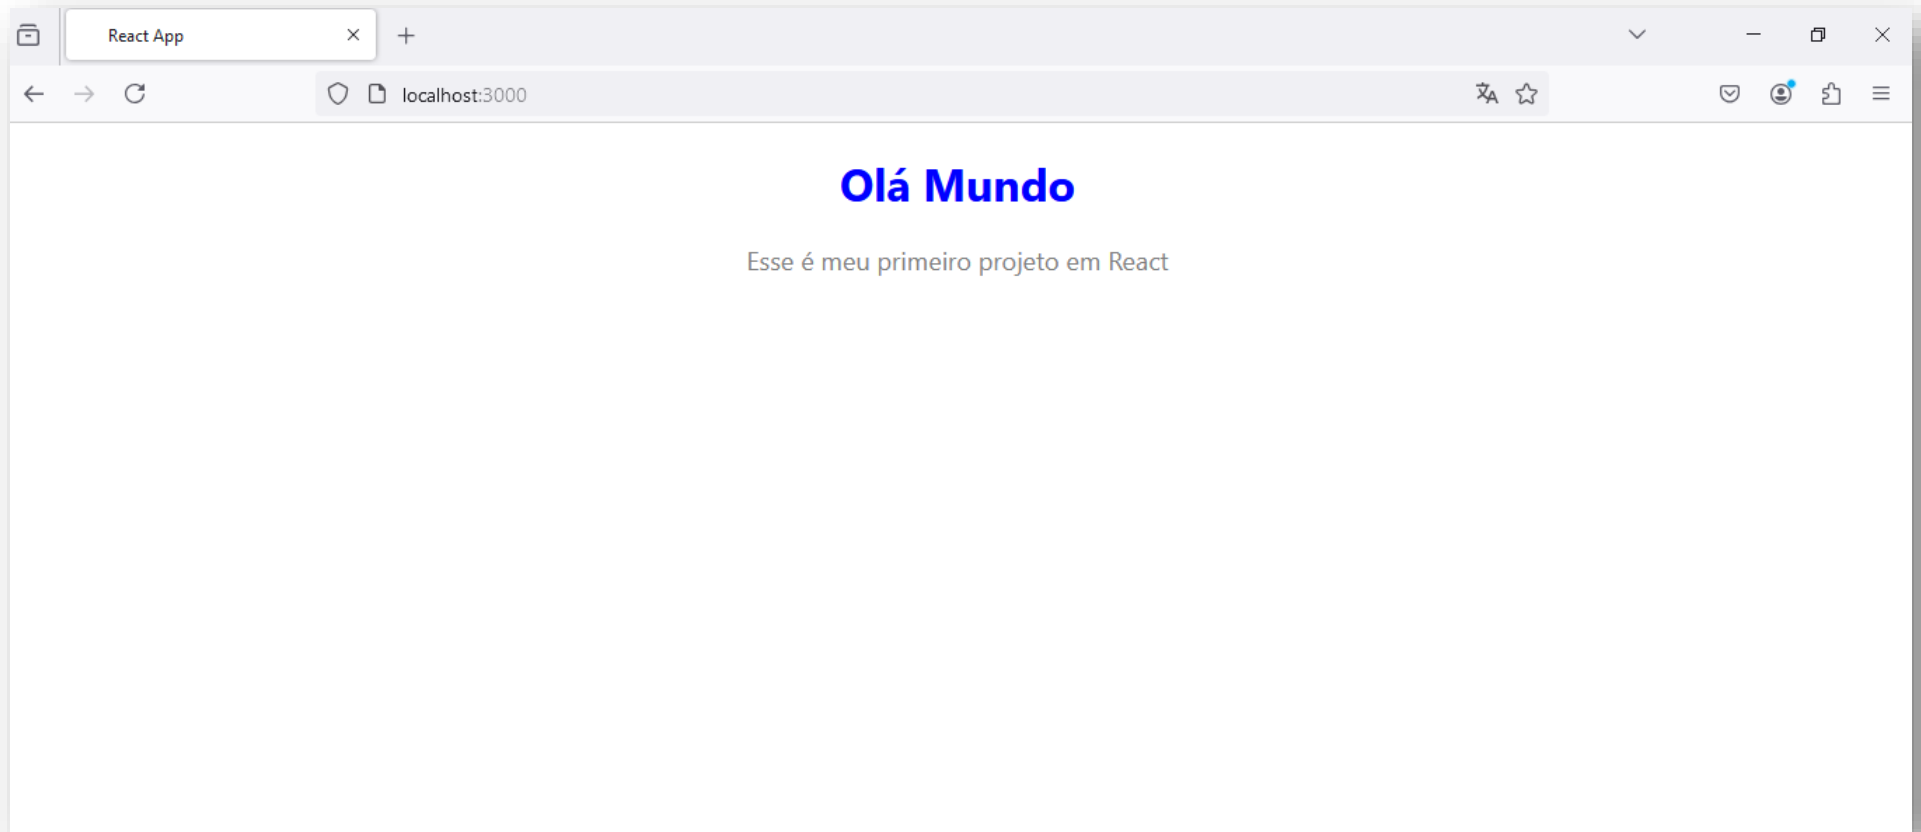 React App
localhost:3000
Olá Mundo
Esse é meu primeiro projeto em React